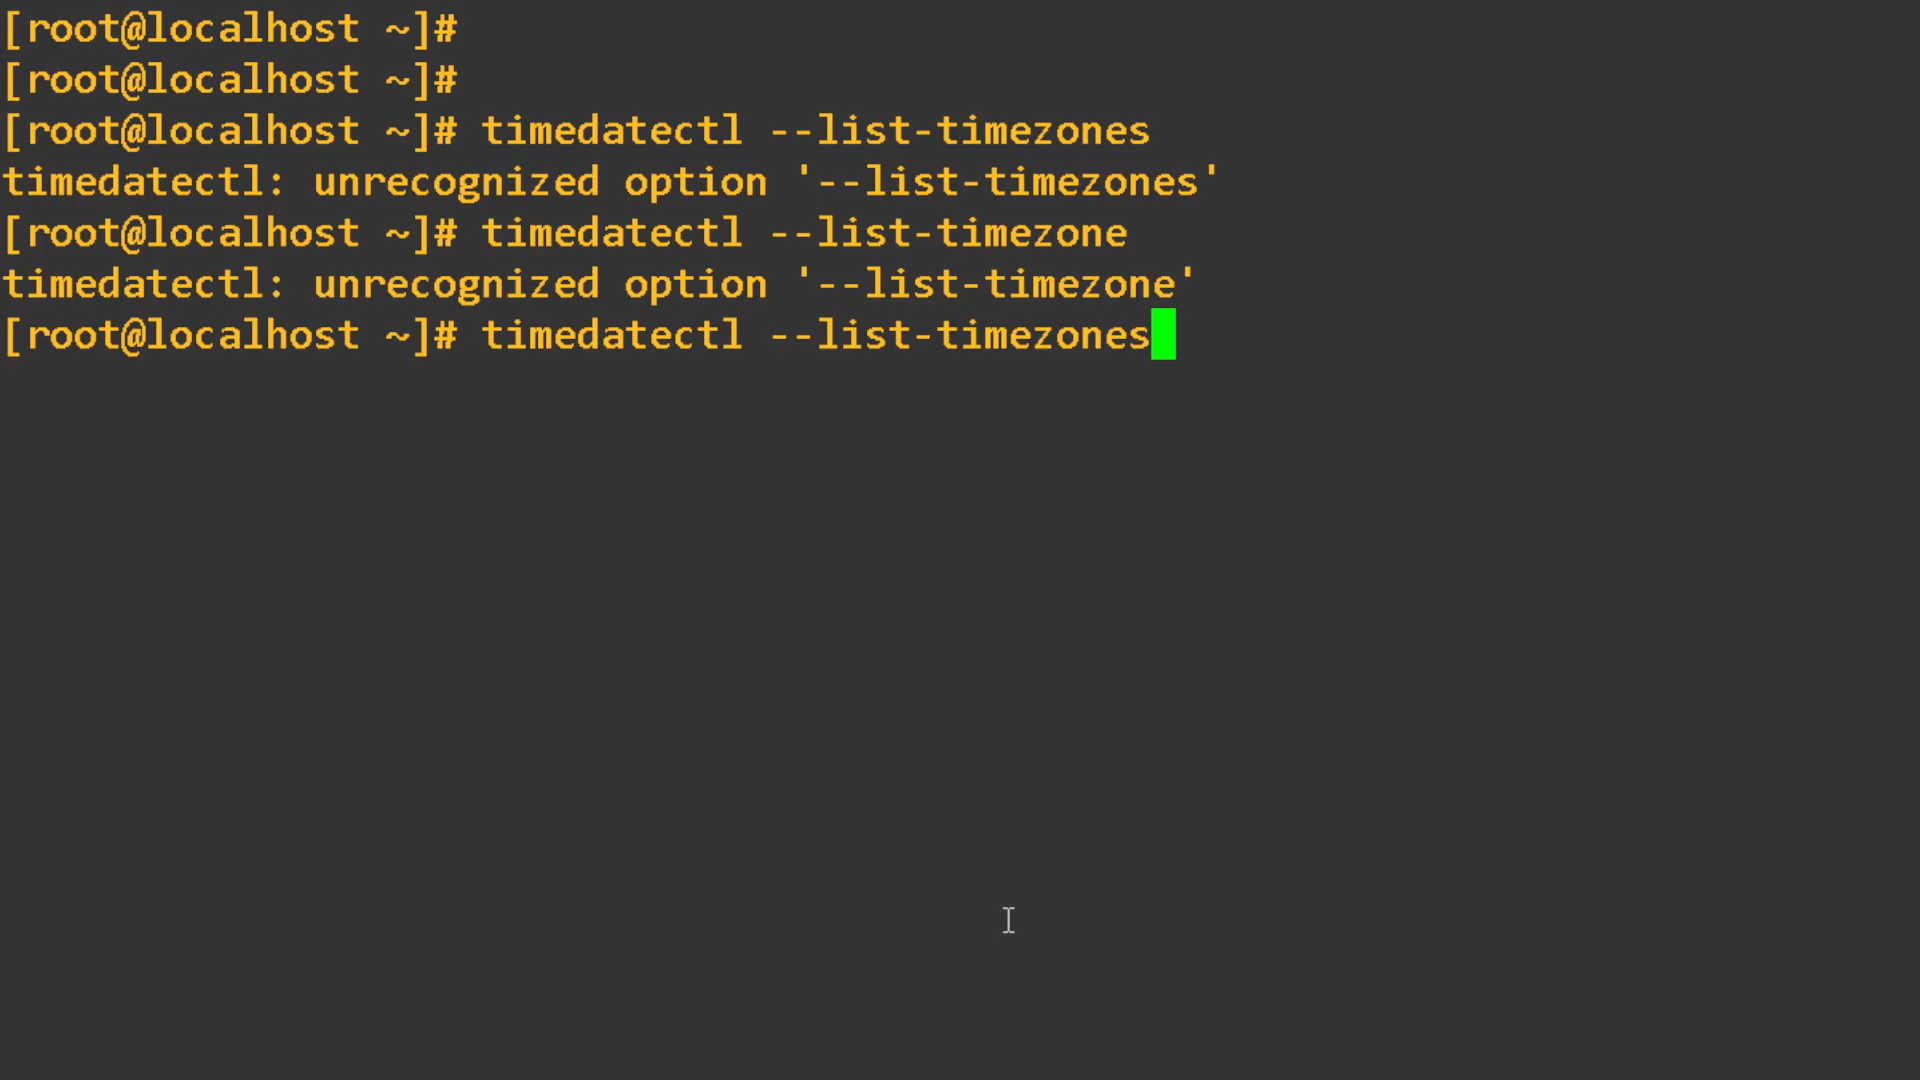 [root@localhost ~]#
[root@localhost ~]#
[root@localhost ~]# timedatectl --list-timezones
timedatectl: unrecognized option '--list-timezones'
[root@localhost ~]# timedatectl --list-timezone
timedatectl: unrecognized option '--list-timezone'
[root@localhost ~]# timedatectl --list-timezones